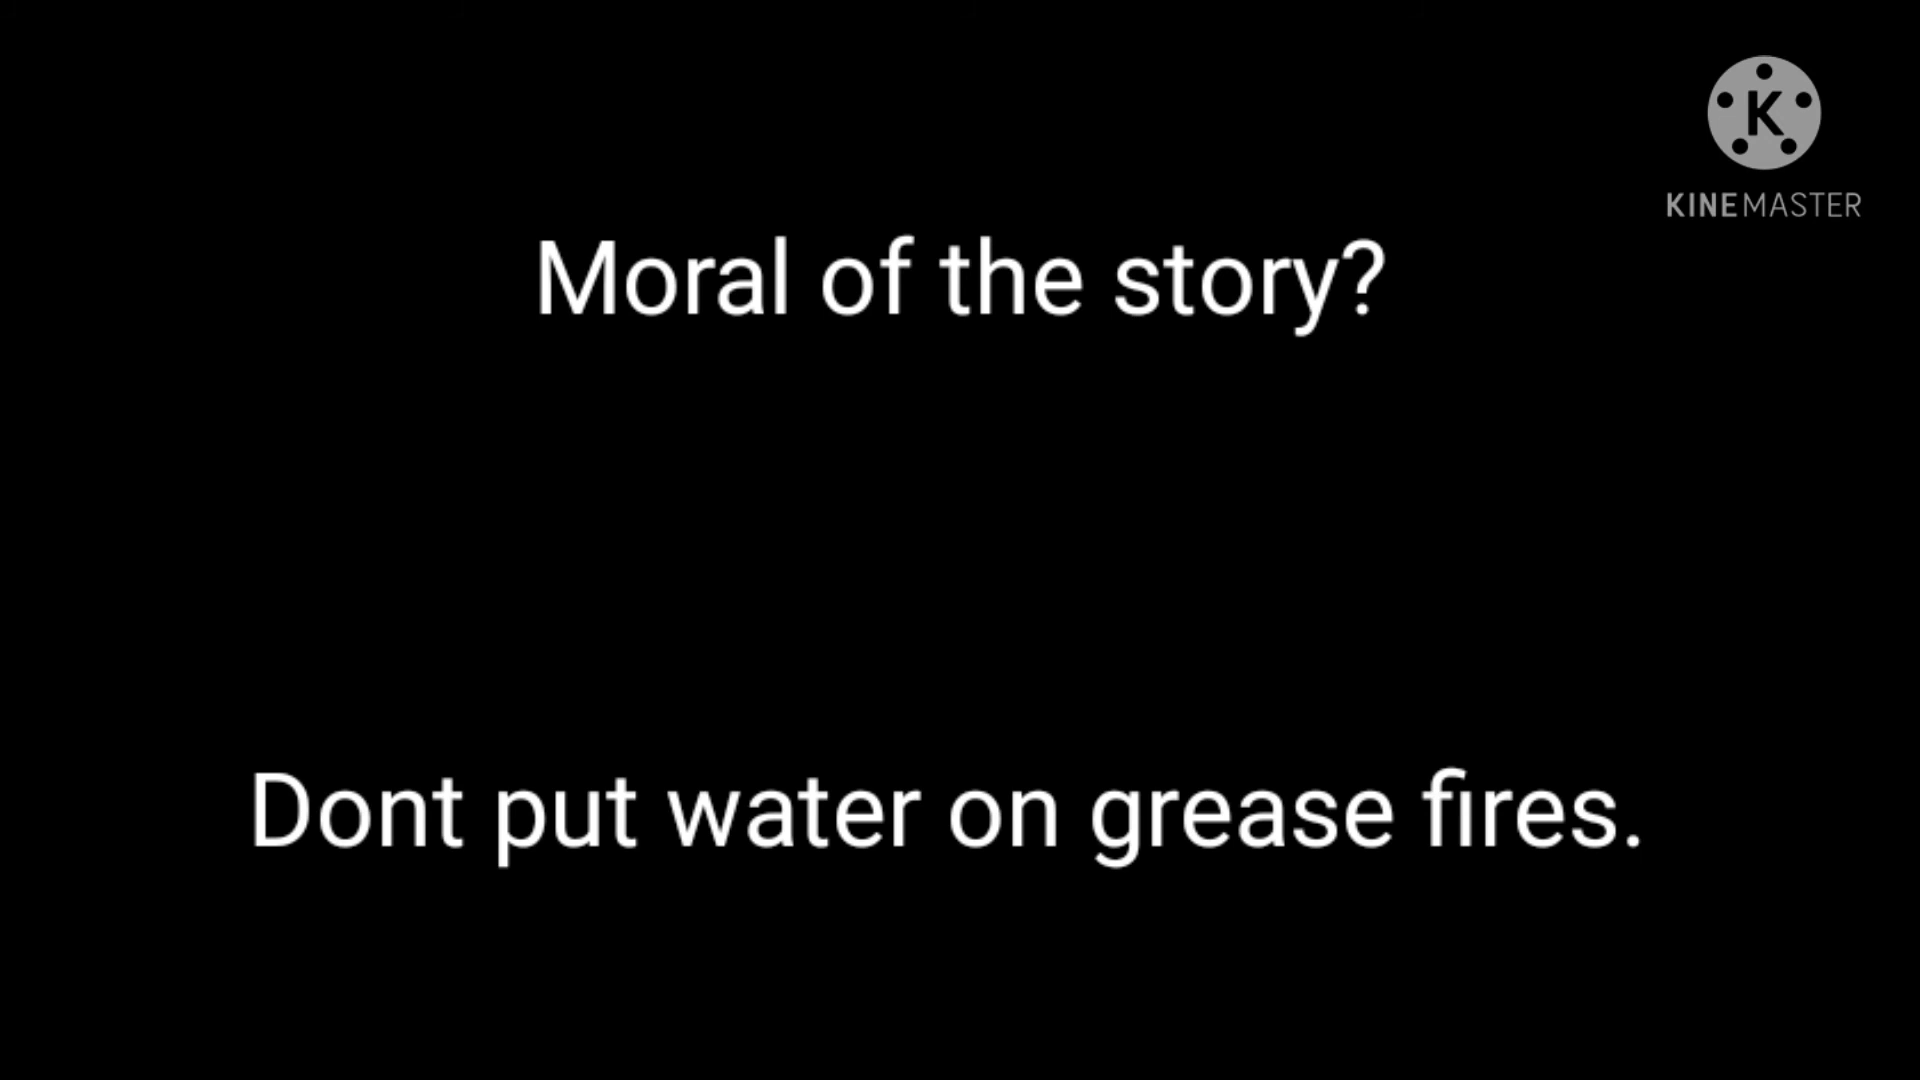 K
KINEMASTER
Moral of the story?
Dont put water on grease fires.